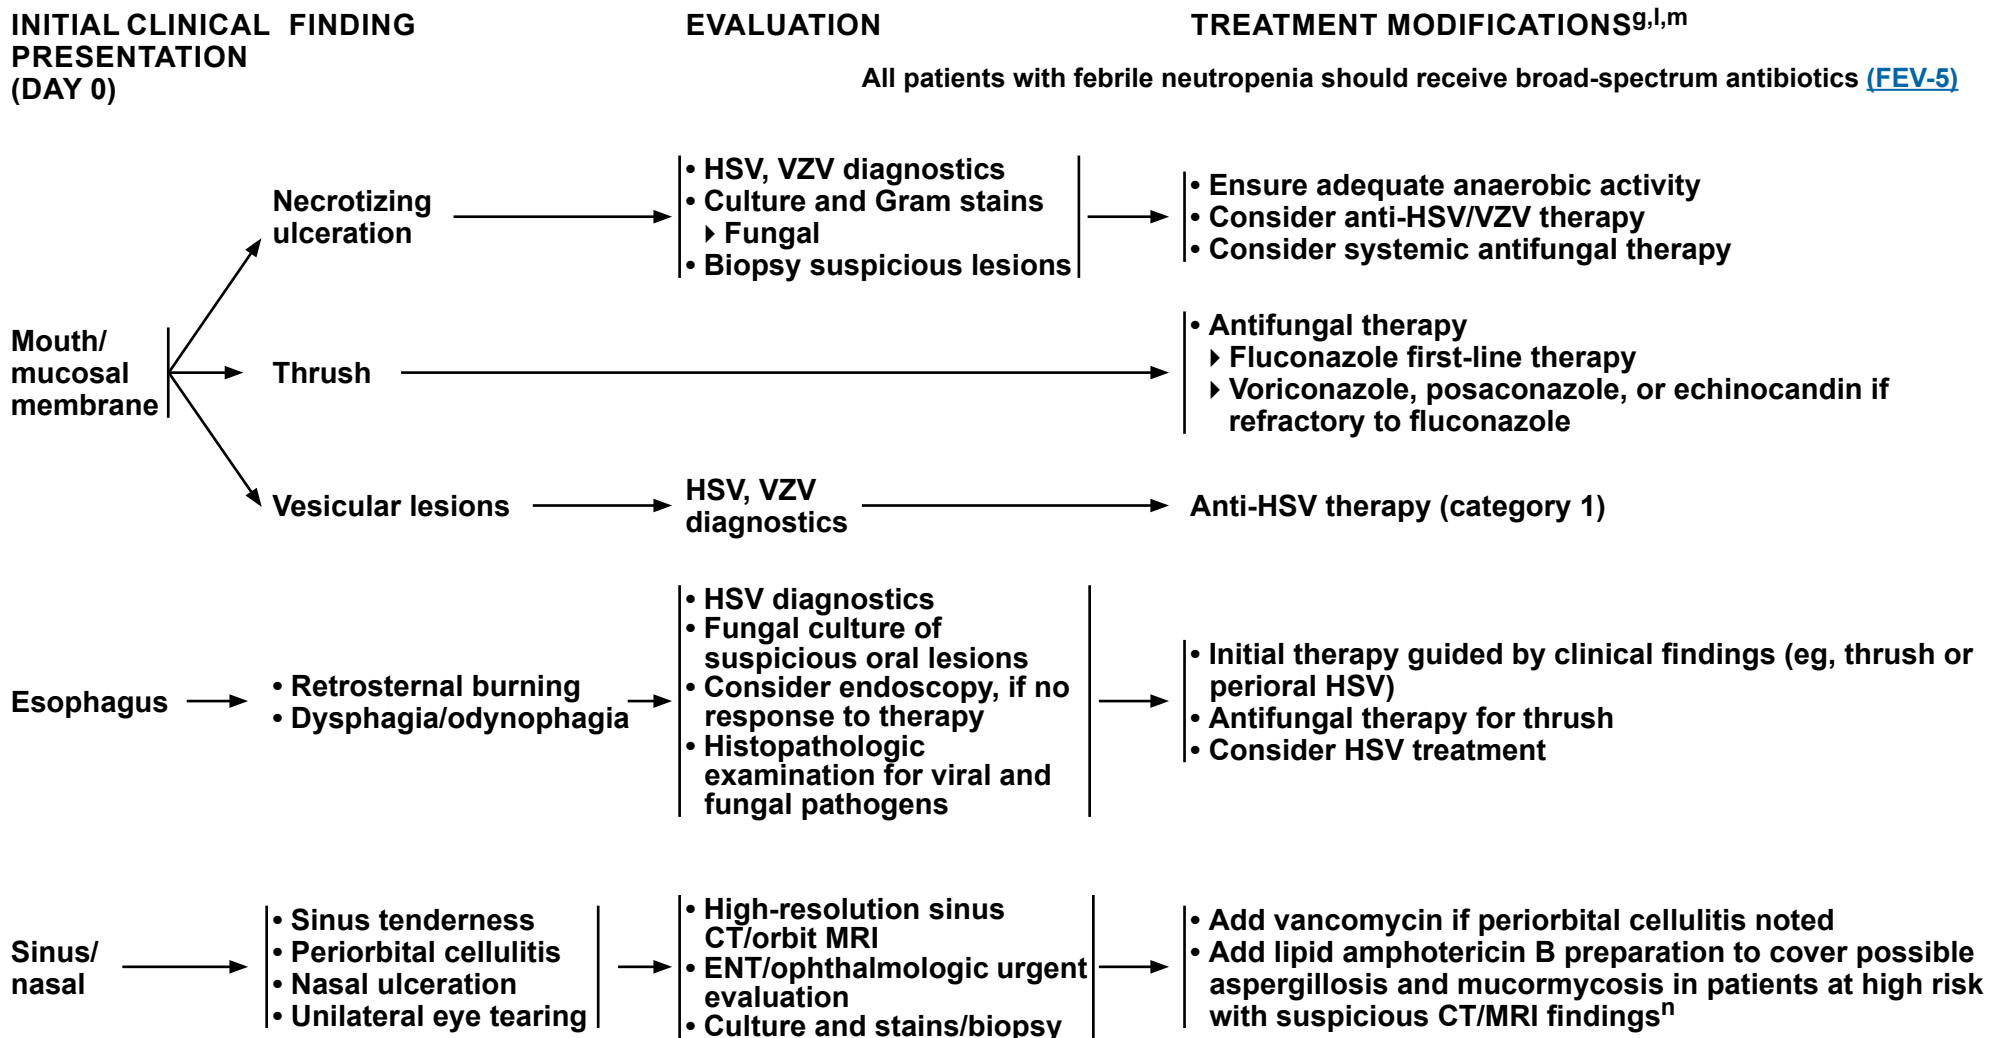 INITIAL CLINICAL PRESENTATION (DAY 0)
FINDING
EVALUATION
TREATMENT MODIFICATIONSg,l,m
All patients with febrile neutropenia should receive broad-spectrum antibiotics (FEV-5)
Mouth/
mucosal
membrane
Necrotizing
ulceration
• HSV, VZV diagnostics
• Culture and Gram stains
▸ Fungal
• Biopsy suspicious lesions
• Ensure adequate anaerobic activity
• Consider anti-HSV/VZV therapy
• Consider systemic antifungal therapy
Thrush
• Antifungal therapy
▸ Fluconazole first-line therapy
▸ Voriconazole, posaconazole, or echinocandin if
refractory to fluconazole
Vesicular lesions
HSV, VZV
diagnostics
Anti-HSV therapy (category 1)
Esophagus
• Retrosternal burning
• Dysphagia/odynophagia
• HSV diagnostics
• Fungal culture of
suspicious oral lesions
• Consider endoscopy, if no
response to therapy
• Histopathologic
examination for viral and
fungal pathogens
• Initial therapy guided by clinical findings (eg, thrush or
perioral HSV)
• Antifungal therapy for thrush
• Consider HSV treatment
Sinus/
nasal
• Sinus tenderness
• Periorbital cellulitis
• Nasal ulceration
• Unilateral eye tearing
• High-resolution sinus
CT/orbit MRI
• ENT/ophthalmologic urgent
evaluation
• Culture and stains/biopsy
• Add vancomycin if periorbital cellulitis noted
• Add lipid amphotericin B preparation to cover possible
aspergillosis and mucormycosis in patients at high risk
with suspicious CT/MRI findingsn